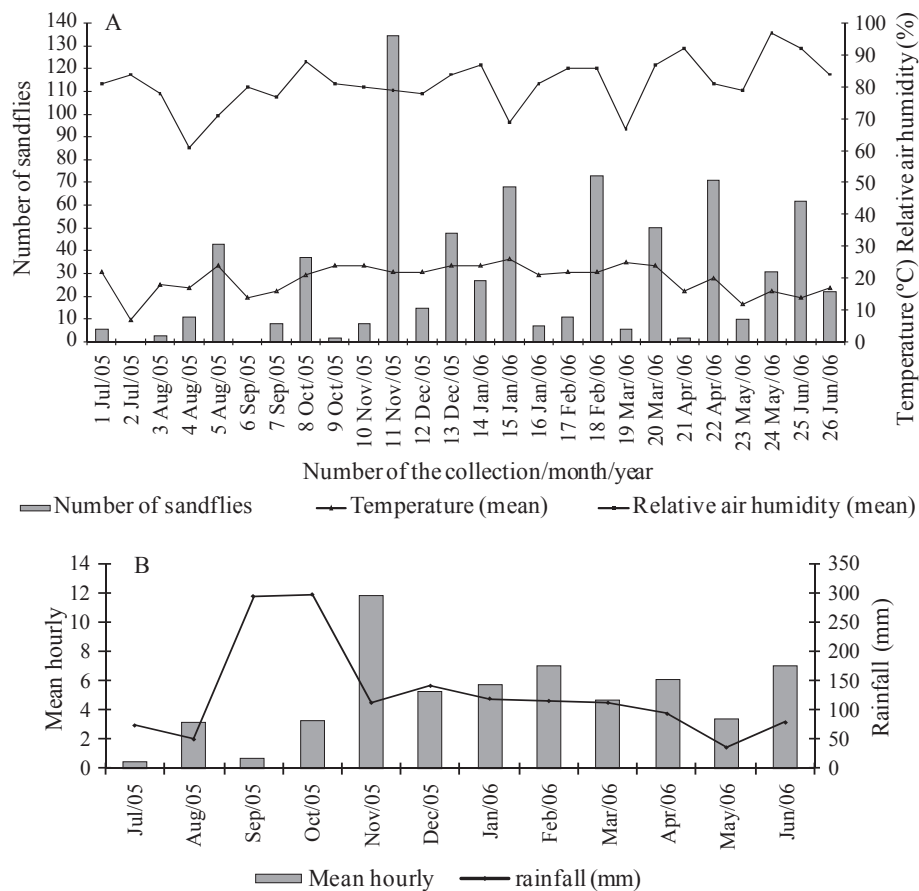 A
Number of sandflies
140
130
120
110
100
90
80
70
60
50
40
30
20
10
0
100
90
80
70
60
50
40
30
20
10
0
Temperature (ºC) Relative air humidity (%)
1 Jul/05
2 Jul/05
3 Aug/05
4 Aug/05
5 Aug/05
6 Sep/05
7 Sep/05
8 Oct/05
9 Oct/05
10 Nov/05
11 Nov/05
12 Dec/05
13 Dec/05
14 Jan/06
15 Jan/06
16 Jan/06
17 Feb/06
18 Feb/06
19 Mar/06
20 Mar/06
21 Apr/06
22 Apr/06
23 May/06
24 May/06
25 Jun/06
26 Jun/06
Number of the collection/month/year
Number of sandflies Temperature (mean) Relative air humidity (mean)
B
Mean hourly
14
12
10
8
6
4
2
0
350
300
250
200
150
100
50
0
Rainfall (mm)
Jul/05
Aug/05
Sep/05
Oct/05
Nov/05
Dec/05
Jan/06
Feb/06
Mar/06
Apr/06
May/06
Jun/06
Mean hourly rainfall (mm)